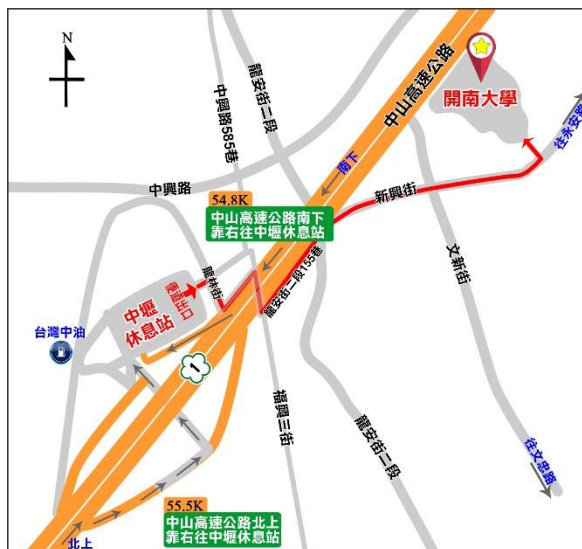 N
龍安街二段
中興路585巷
中山高速公路
開南大學
往永安路
南下
中興路
新興街
54.8K
中山高速公路南下
靠右往中壢休息站
龍安街二段155巷
文新街
龍林街
便道出口
中壢
休息站
台灣中油
1
福興三街
龍安街二段
往文忠路
55.5K
中山高速公路北上
靠右往中壢休息站
北上